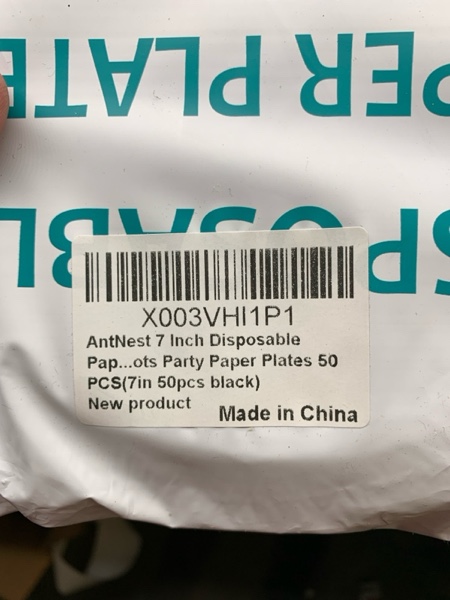 PER PLATE
SPOSABL
X003VHI1P1
AntNest 7 Inch Disposable
Pap...ots Party Paper Plates 50
PCS(7in 50pcs black)
New product
Made in China